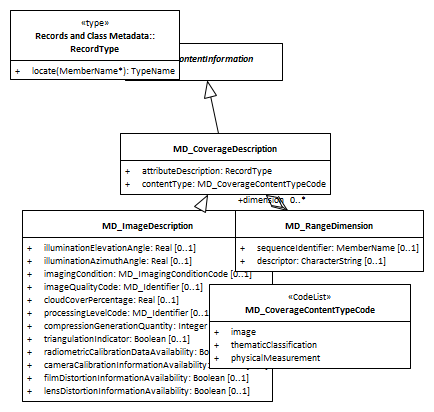 «type»
Records and Class Metadata::
RecordType
+ locate(MemberName*): TypeName
ontentInformation
MD_CoverageDescription
+ attributeDescription: RecordType
+ contentType: MD_CoverageContentTypeCode
+dimension 0..*
MD_ImageDescription
+ illuminationElevationAngle: Real [0..1]
+ illuminationAzimuthAngle: Real [0..1]
+ imagingCondition: MD_ImagingConditionCode [0..1]
+ imageQualityCode: MD_Identifier [0..1]
+ cloudCoverPercentage: Real [0..1]
+ processingLevelCode: MD_Identifier [0..1]
+ compressionGenerationQuantity: Integer
+ triangulationIndicator: Boolean [0..1]
+ radiometricCalibrationDataAvailability: Bo
+ cameraCalibrationInformationAvailability:
+ filmDistortionInformationAvailability: Boolean [0..1]
+ lensDistortionInformationAvailability: Boolean [0..1]
MD_RangeDimension
+ sequenceIdentifier: MemberName [0..1]
+ descriptor: CharacterString [0..1]
«CodeList»
MD_CoverageContentTypeCode
+ image
+ thematicClassification
+ physicalMeasurement